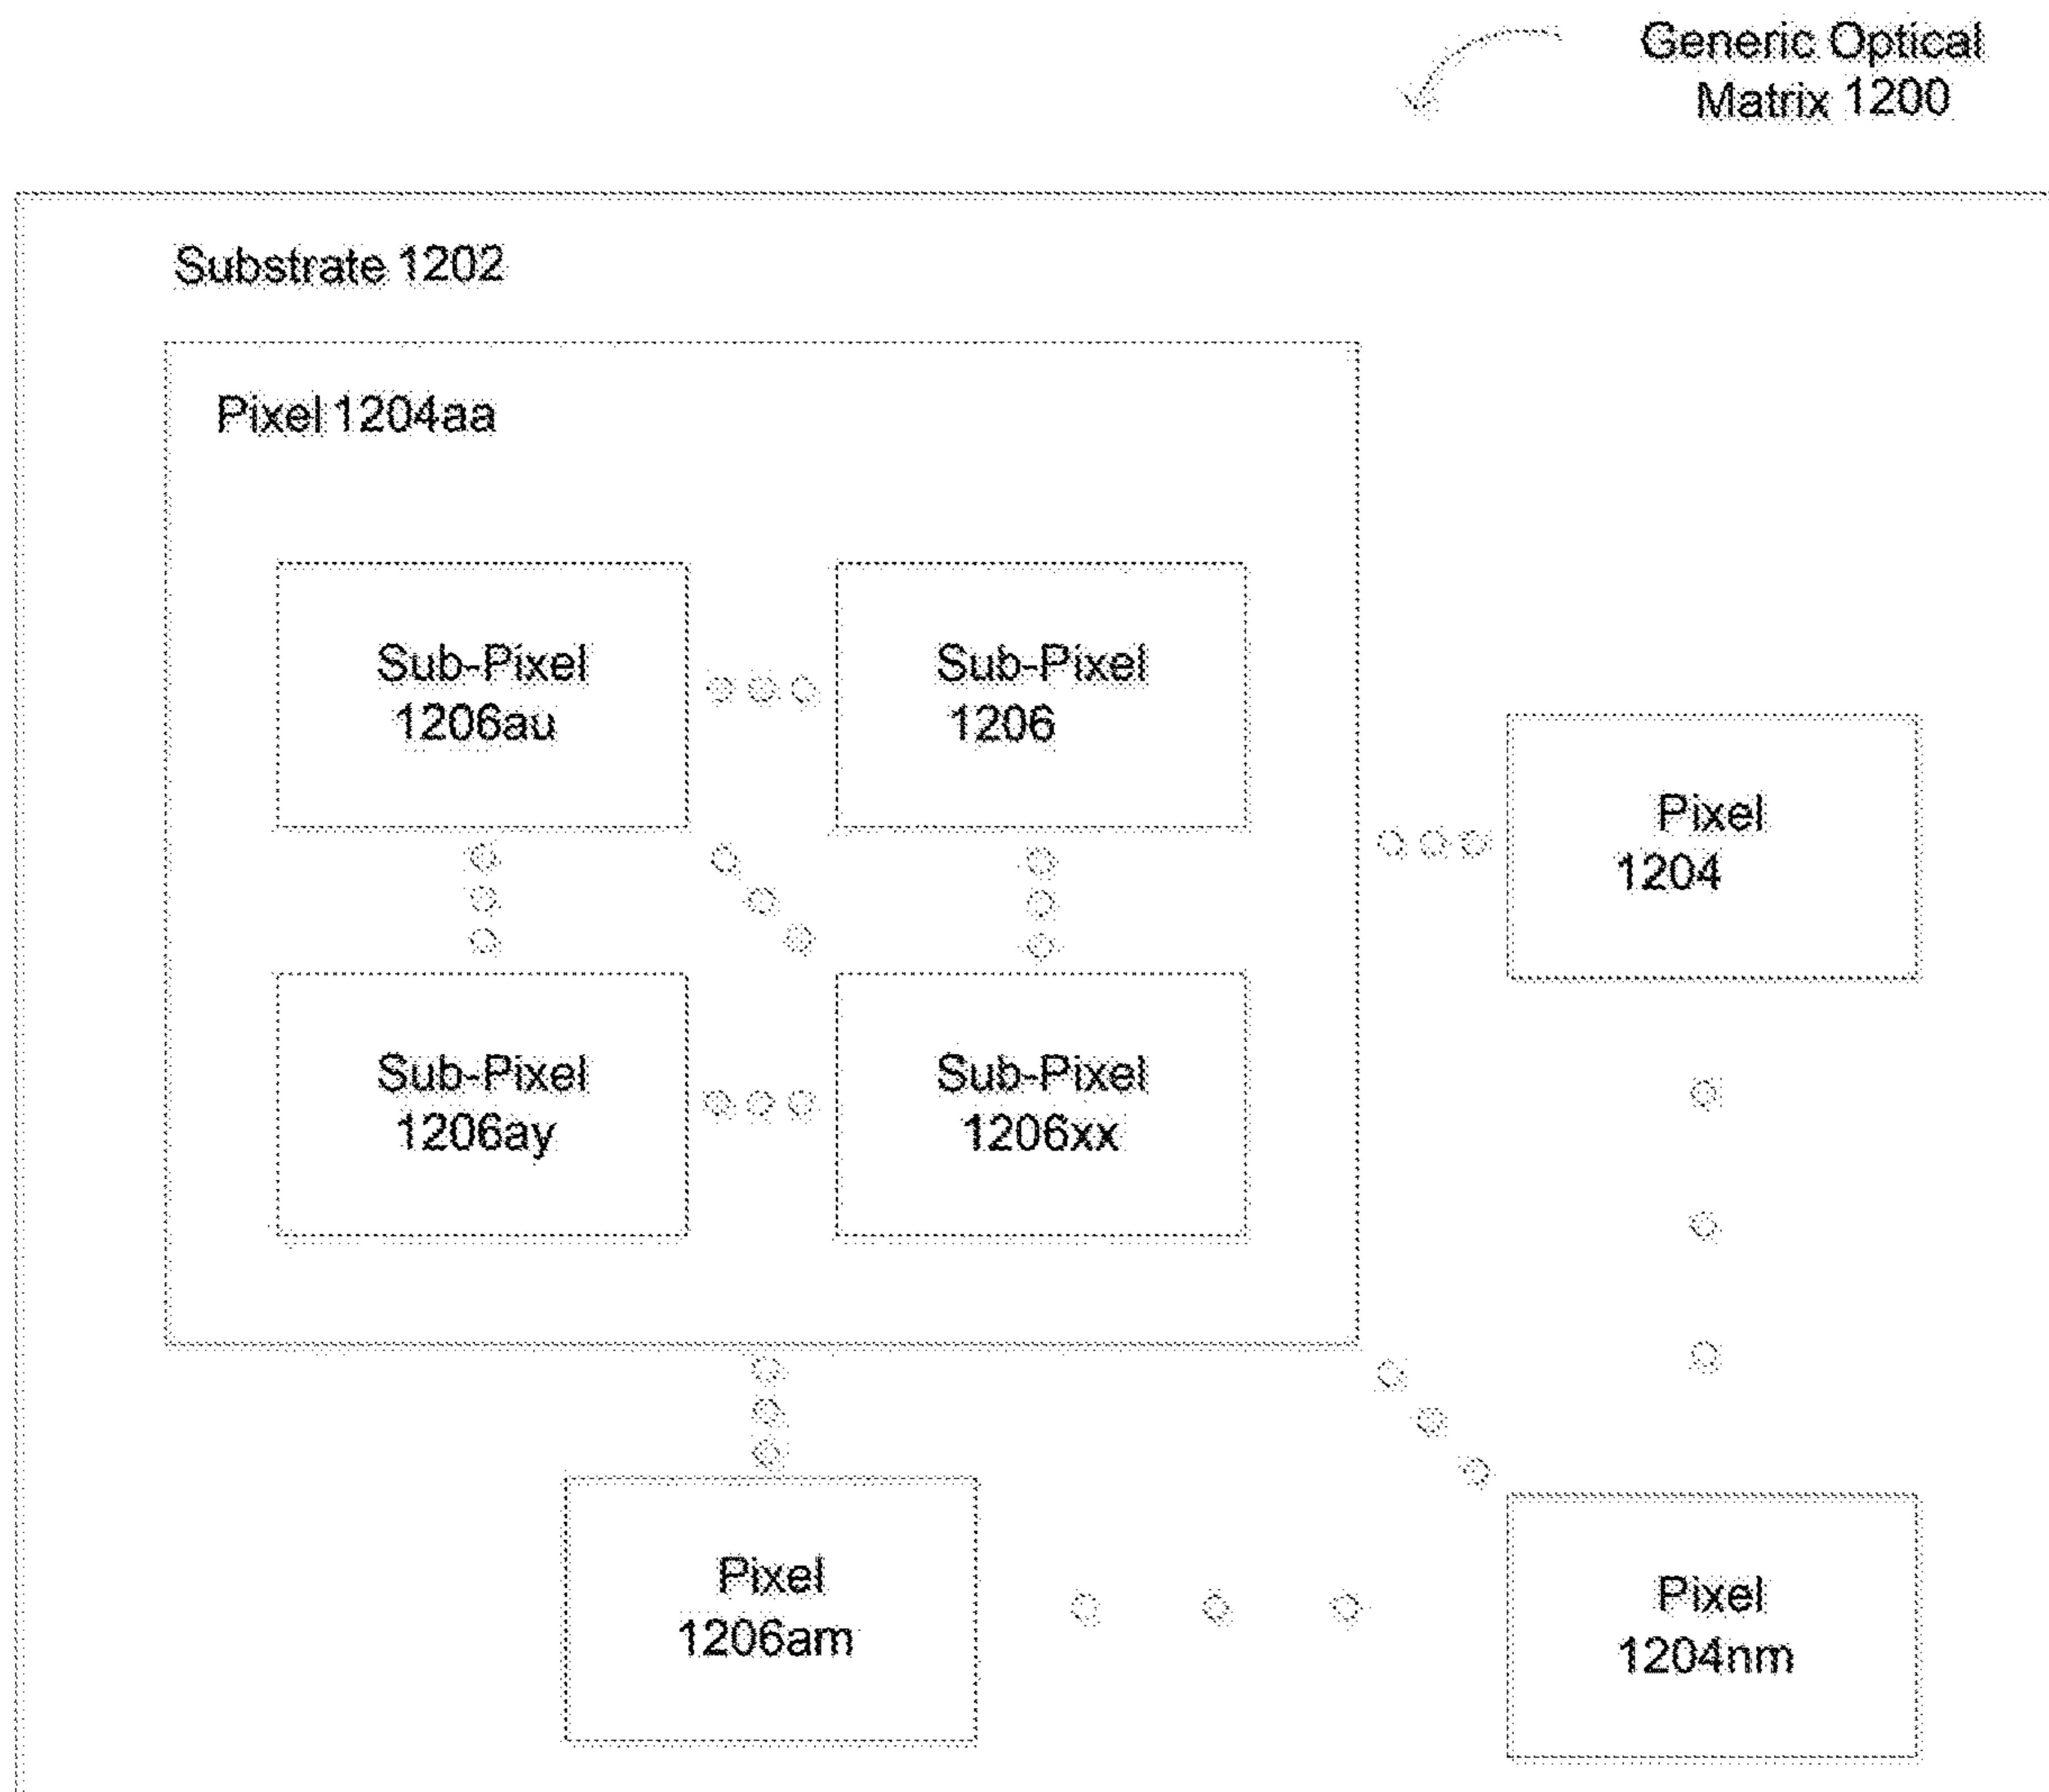 Generic Optical
Matrix 1200
Substrate 1202
Pixel 1204aa
Sub-Pixel
1206au
Sub-Pixel
1206
Pixel
1204
Sub-Pixel
1206ay
Sub-Pixel
1206xx
Pixel
1206am
Pixel
1204nm